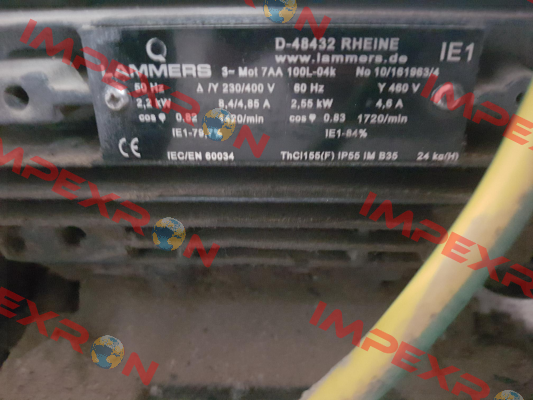 D-48432 RHEINE
www.lammers.de
IE1
LAMMERS 3~ Mot 7AA 100L-04k No 10/161963/4
50 Hz Δ/Y 230/400 V 60 Hz Y 460 V
2,2 kW 8,4/4,85 A 2,55 kW 4,6 A
cos φ 0.82 1420/min cos φ 0.83 1720/min
IE1-79,7% IE1-84%
CE IEC/EN 60034 ThCl155(F) IP55 IM B35 24 kg(H)
IMPEXRON
IMPEXRON
IMPEXRON
IMPEXRON
IMPEXRON